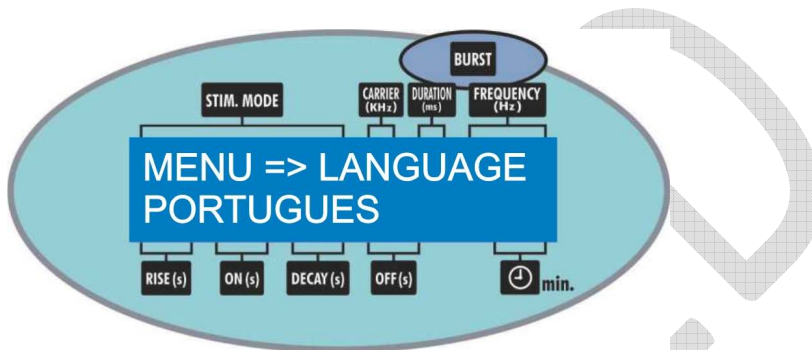 BURST
STIM. MODE
CARRIER (KHz)
DURATION (ms)
FREQUENCY (Hz)
MENU => LANGUAGE
PORTUGUES
RISE (s)
ON (s)
DECAY (s)
OFF (s)
min.